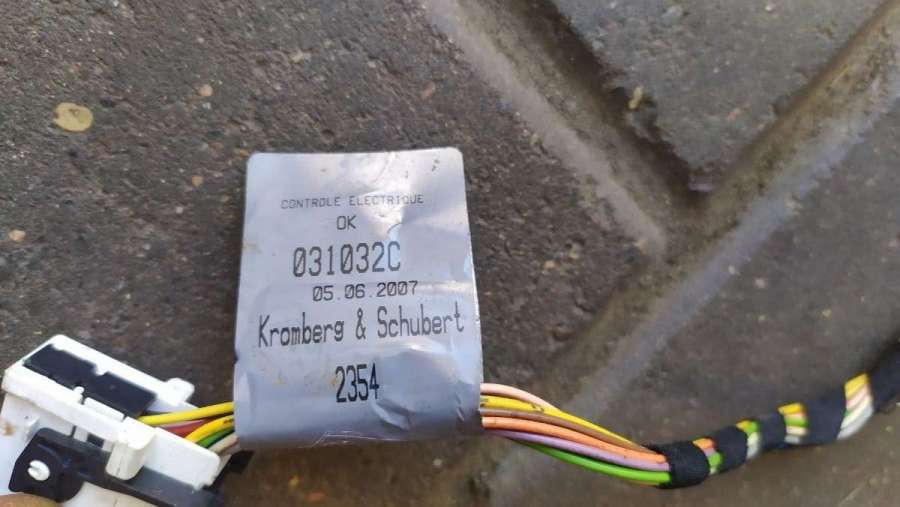 CONTROLE ELECTRIQUE
OK
031032C
05.06.2007
Kromberg & Schubert
2354